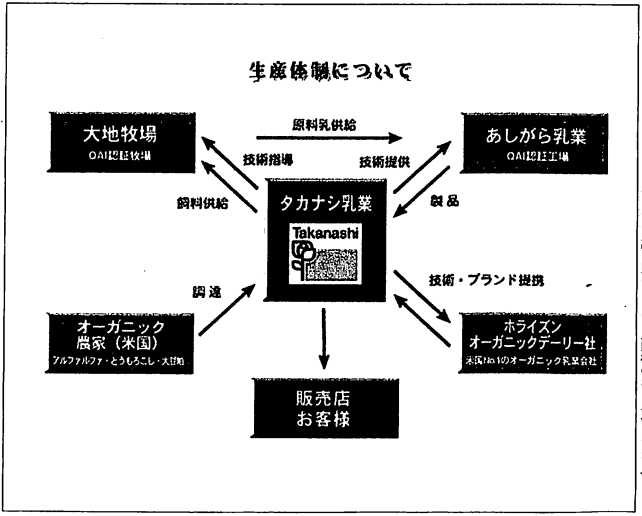 生産体制について
大地牧場
QAI認証牧場
原料乳供給
あしがら乳業
QAI認証工場
技術指導
技術提供
飼料供給
タカナシ乳業
Takanashi
製品
調達
技術・ブランド提携
オーガニック
農家（米国）
アルファルファ・とうもろこし・大豆粕
ホライズン
オーガニックデーリー社
米国No.1のオーガニック乳業会社
販売店
お客様